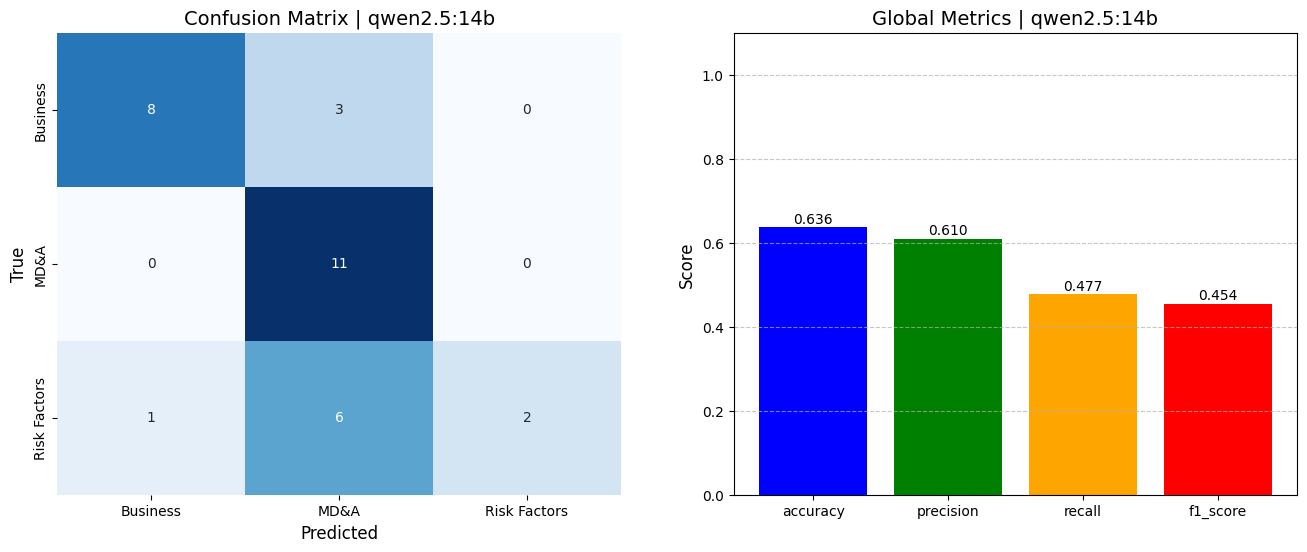 Confusion Matrix | qwen2.5:14b
True
Business
MD&A
Risk Factors
8 3 0
0 11 0
1 6 2
Business MD&A Risk Factors
Predicted
Global Metrics | qwen2.5:14b
Score
1.0
0.8
0.6
0.4
0.2
0.0
0.636
0.610
0.477
0.454
accuracy precision recall f1_score